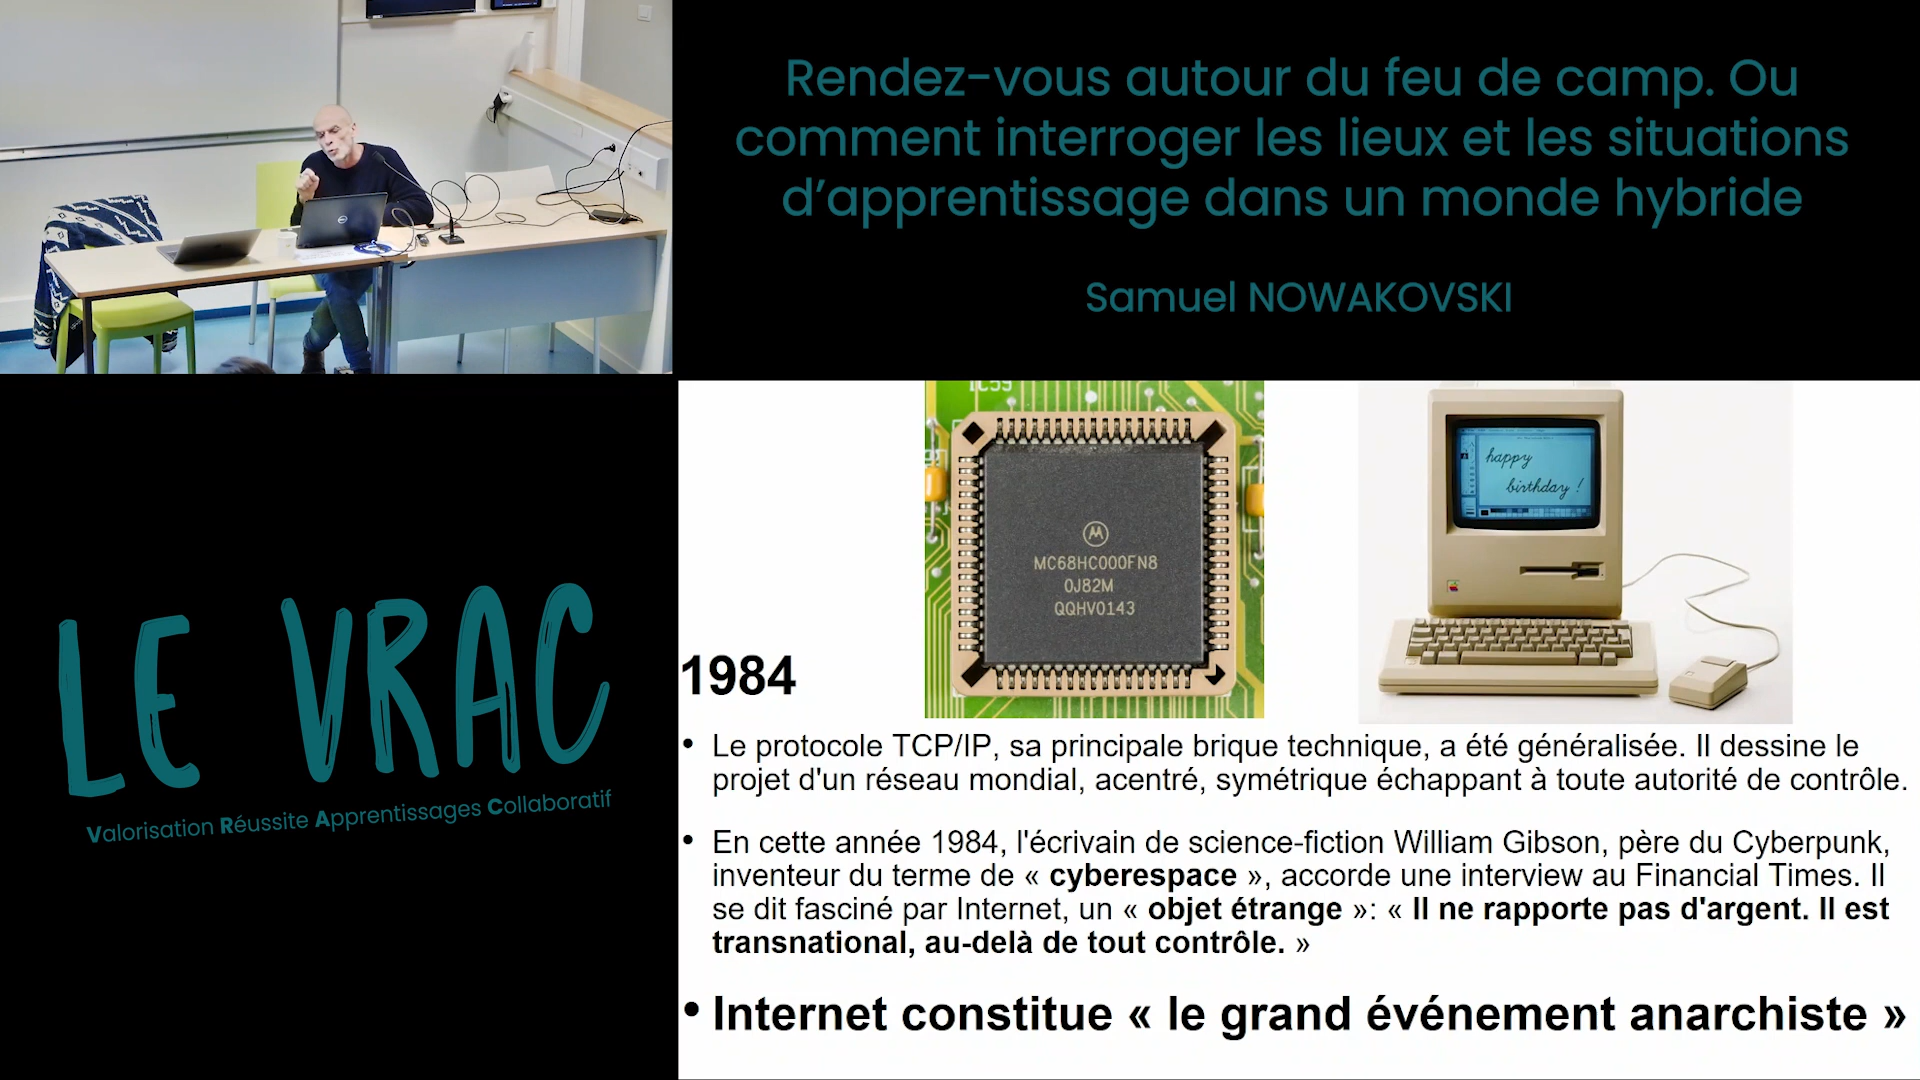 Rendez-vous autour du feu de camp. Ou
comment interroger les lieux et les situations
d’apprentissage dans un monde hybride
Samuel NOWAKOVSKI
LE VRAC
Valorisation Réussite Apprentissages Collaboratif
IC59
MC68HC000FN8
0J82M
QQHV0143
happy
birthday !
1984
• Le protocole TCP/IP, sa principale brique technique, a été généralisée. Il dessine le
projet d'un réseau mondial, acentré, symétrique échappant à toute autorité de contrôle.
• En cette année 1984, l'écrivain de science-fiction William Gibson, père du Cyberpunk,
inventeur du terme de « cyberespace », accorde une interview au Financial Times. Il
se dit fasciné par Internet, un « objet étrange »: « Il ne rapporte pas d'argent. Il est
transnational, au-delà de tout contrôle. »
• Internet constitue « le grand événement anarchiste »